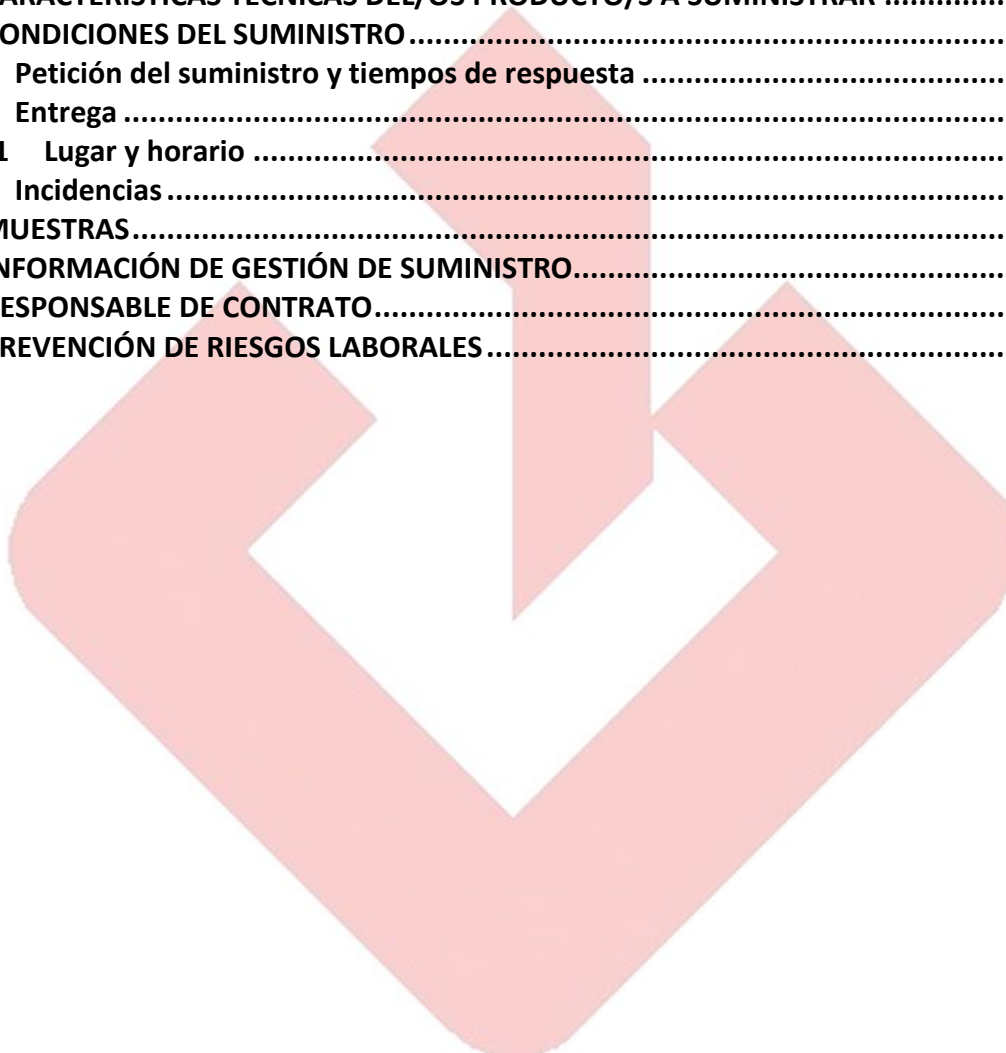 ARACTERÍSTICAS TÉCNICAS DEL/OS PRODUCTO/S A SUMINISTRAR ..............
ONDICIONES DEL SUMINISTRO ..............
Petición del suministro y tiempos de respuesta ..............
Entrega ..............
1 Lugar y horario ..............
Incidencias ..............
MUESTRAS ..............
NFORMACIÓN DE GESTIÓN DE SUMINISTRO ..............
ESPONSABLE DE CONTRATO ..............
REVENCIÓN DE RIESGOS LABORALES ..............